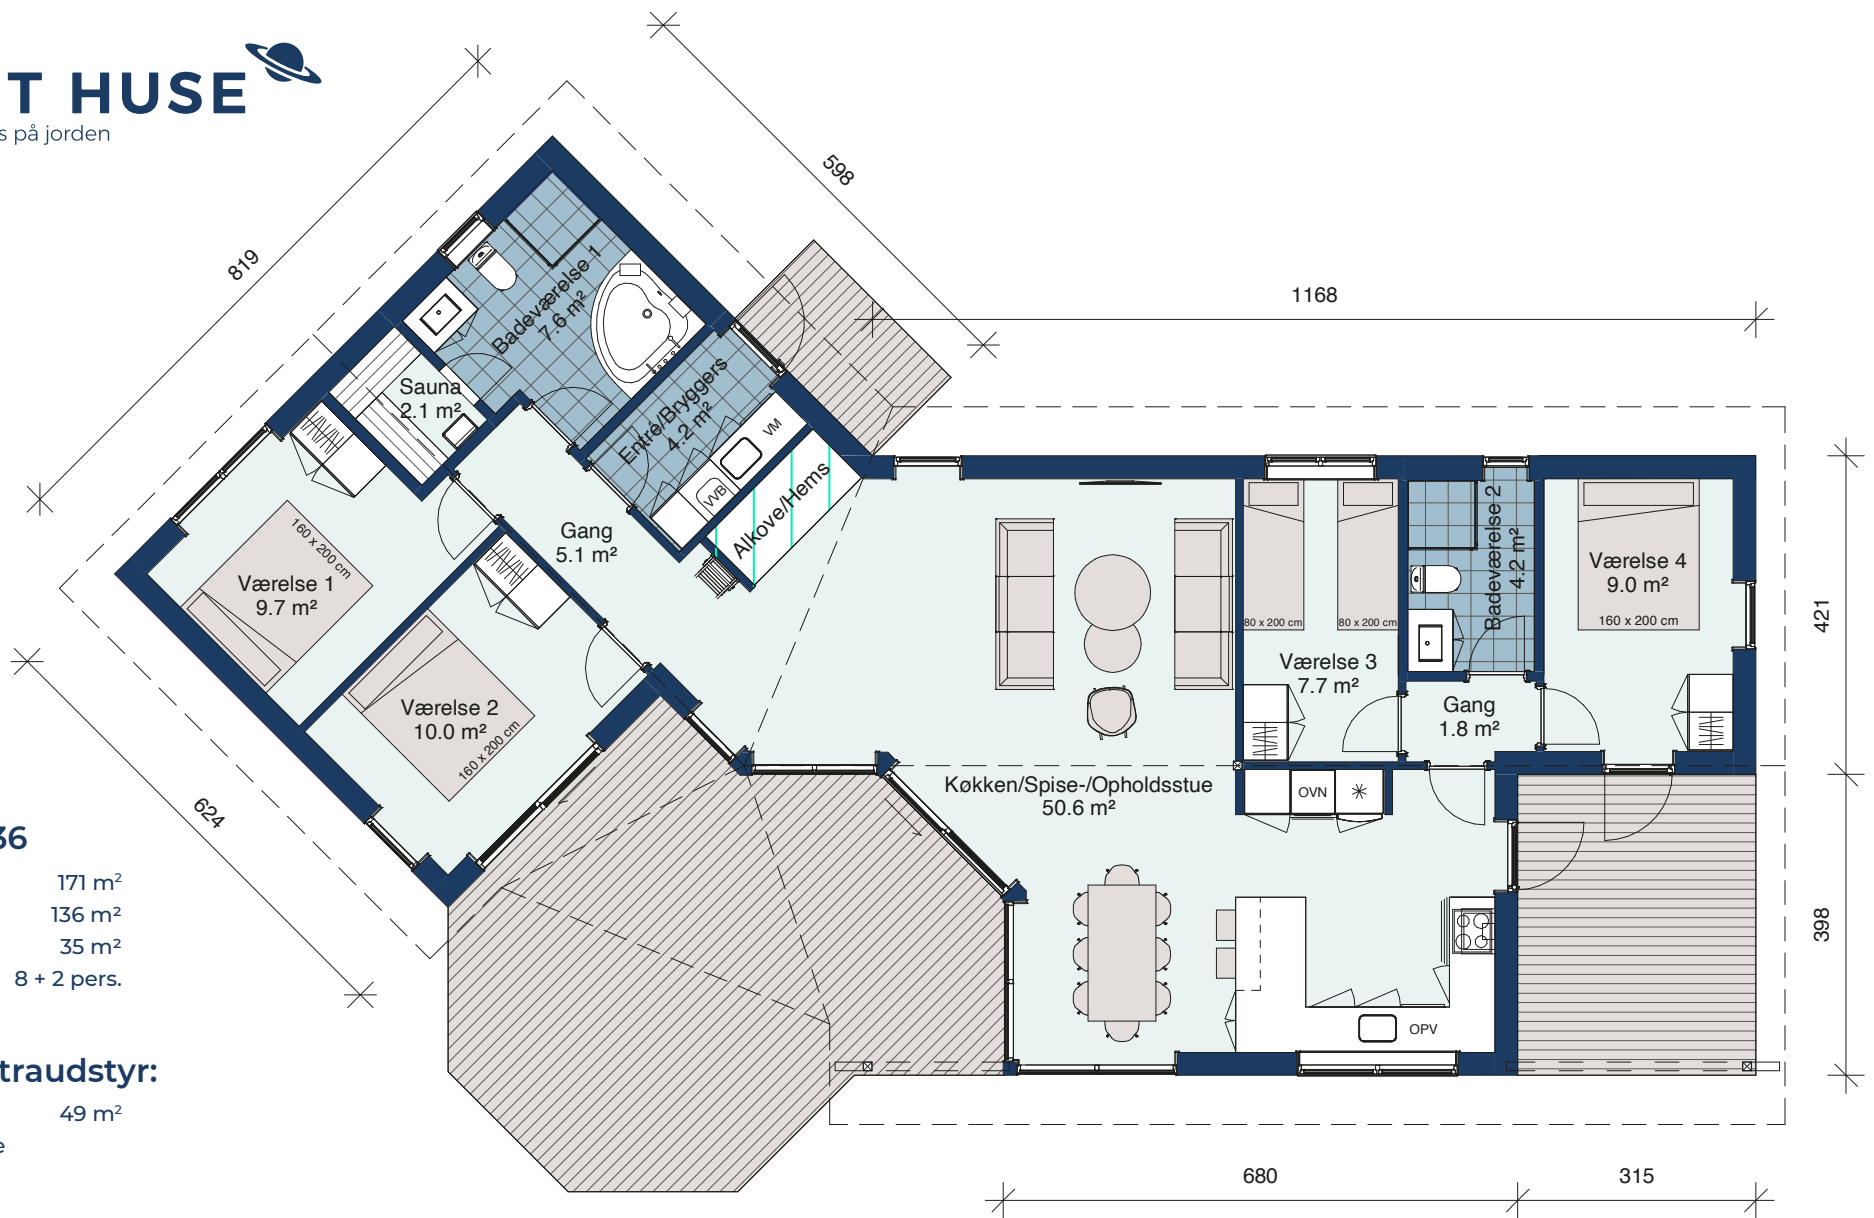 T HUSE
s på jorden
819
598
1168
Badeværelse 1
7.6 m²
Sauna
2.1 m²
Entre/Bryggers
4.2 m²
VM
VVB
Alkove/Hems
Gang
5.1 m²
160 x 200 cm
Værelse 1
9.7 m²
Værelse 2
10.0 m²
160 x 200 cm
80 x 200 cm
80 x 200 cm
Værelse 3
7.7 m²
Badeværelse 2
4.2 m²
Værelse 4
9.0 m²
160 x 200 cm
Gang
1.8 m²
421
Køkken/Spise-/Opholdsstue
50.6 m²
OVN
OPV
398
624
36
171 m²
136 m²
35 m²
8 + 2 pers.
traudstyr:
49 m²
e
680
315